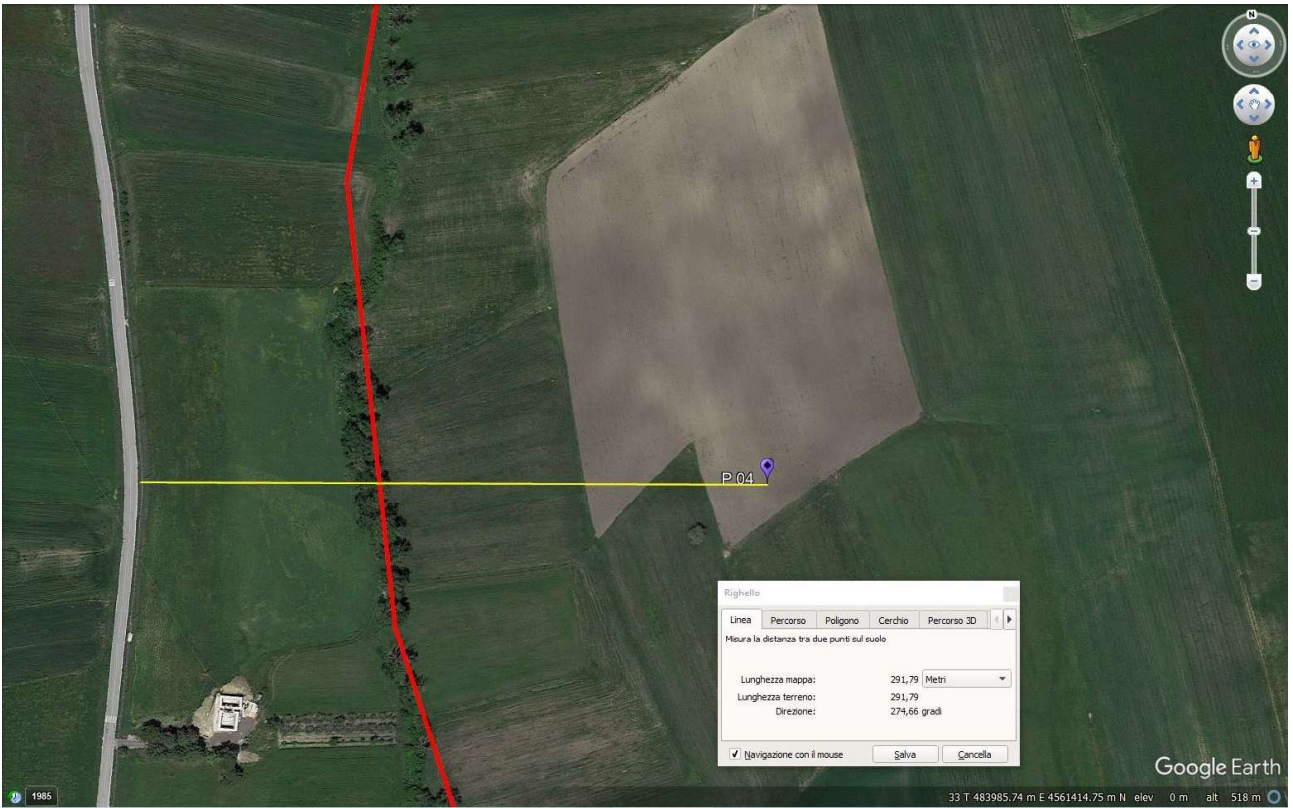 N
P 04
Righello
Linea Percorso Poligono Cerchio Percorso 3D
Misura la distanza tra due punti sul suolo
Lunghezza mappa: 291,79 Metri
Lunghezza terreno: 291,79
Direzione: 274,66 gradi
Navigazione con il mouse Salva Cancella
Google Earth
1985 33 T 483985.74 m E 4561414.75 m N elev 0 m alt 518 m